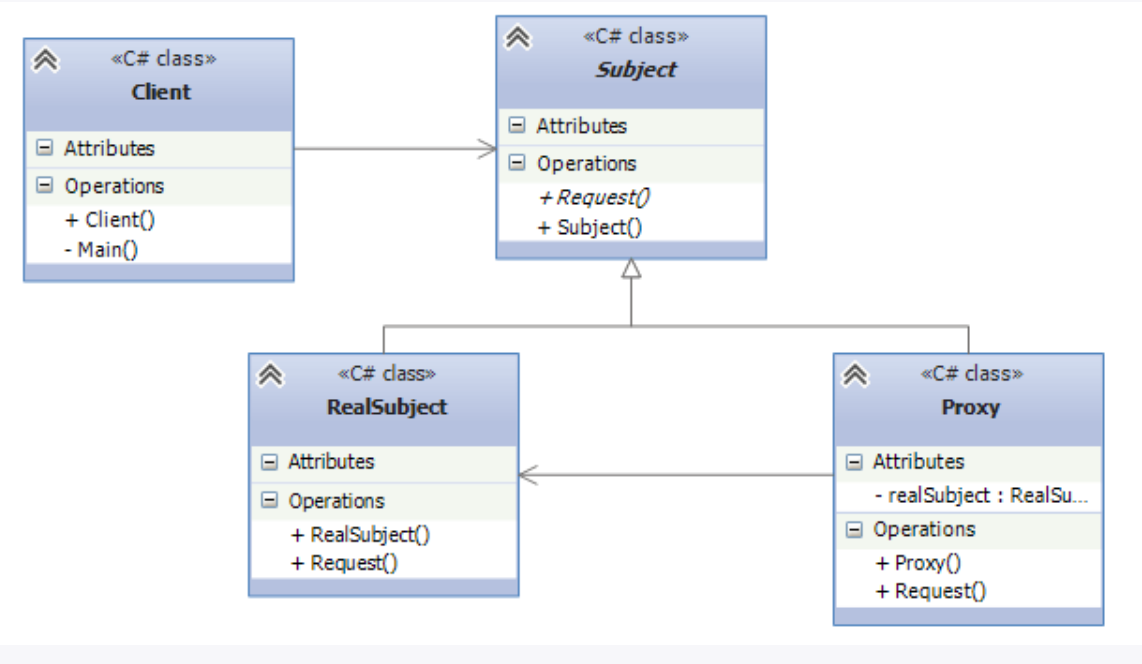 «C# class»
Client
Attributes
Operations
+ Client()
- Main()
«C# class»
Subject
Attributes
Operations
+ Request()
+ Subject()
«C# class»
RealSubject
Attributes
Operations
+ RealSubject()
+ Request()
«C# class»
Proxy
Attributes
- realSubject : RealSu...
Operations
+ Proxy()
+ Request()